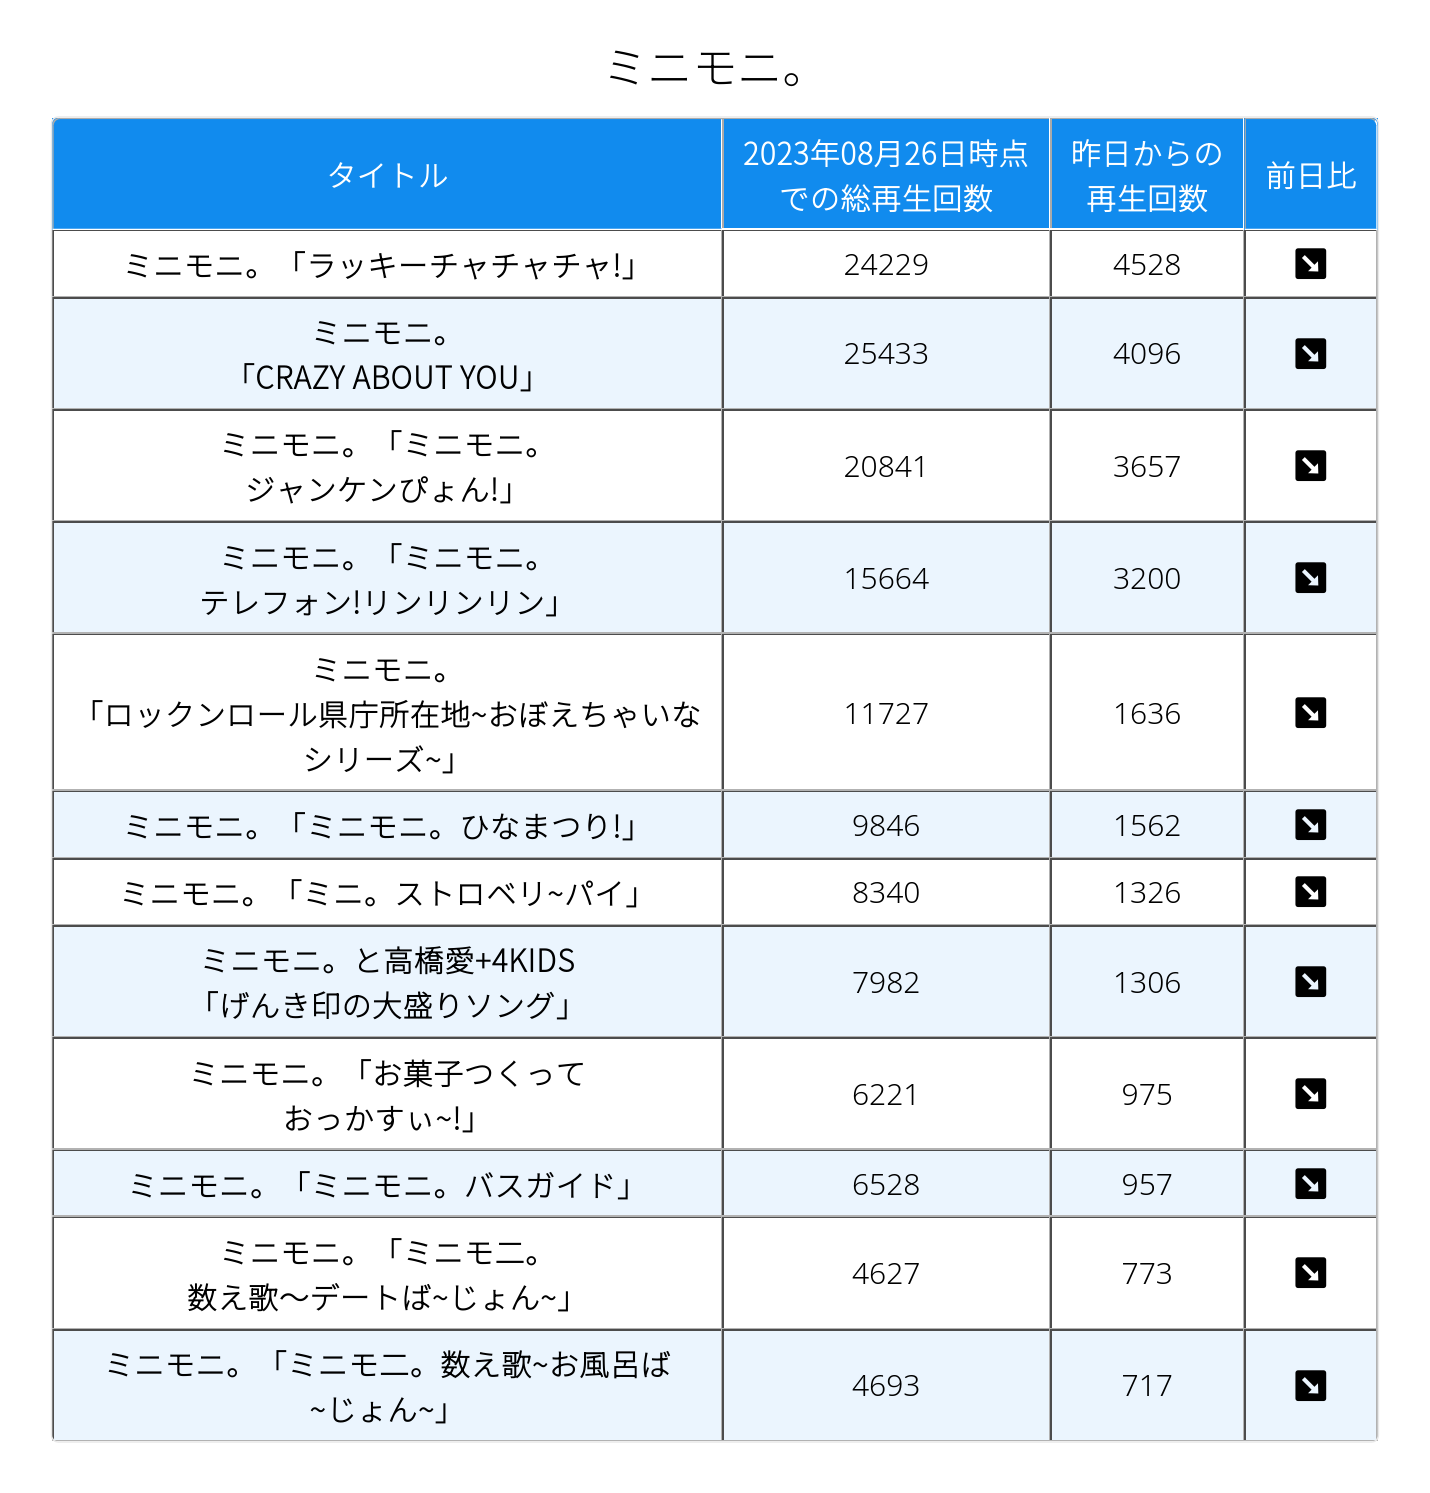 ミニモニ。
タイトル
2023年08月26日時点
での総再生回数
昨日からの
再生回数
前日比
ミニモニ。「ラッキーチャチャチャ!」
24229
4528
ミニモニ。
「CRAZY ABOUT YOU」
25433
4096
ミニモニ。「ミニモニ。
ジャンケンぴょん!」
20841
3657
ミニモニ。「ミニモニ。
テレフォン!リンリンリン」
15664
3200
ミニモニ。
「ロックンロール県庁所在地~おぼえちゃいな
シリーズ~」
11727
1636
ミニモニ。「ミニモニ。ひなまつり!」
9846
1562
ミニモニ。「ミニ。ストロベリ~パイ」
8340
1326
ミニモニ。と高橋愛+4KIDS
「げんき印の大盛りソング」
7982
1306
ミニモニ。「お菓子つくって
おっかすぃ~!」
6221
975
ミニモニ。「ミニモニ。バスガイド」
6528
957
ミニモニ。「ミニモ二。
数え歌〜デートば~じょん~」
4627
773
ミニモニ。「ミニモ二。数え歌~お風呂ば
~じょん~」
4693
717